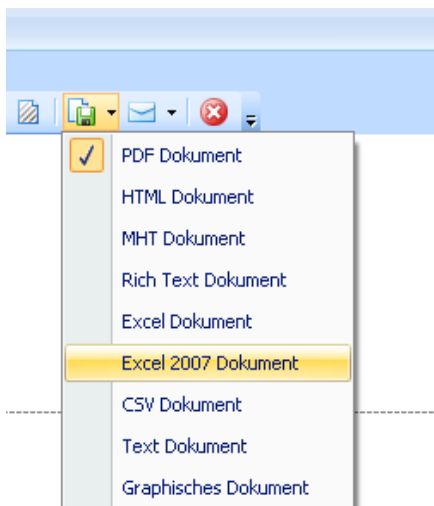 PDF Dokument
HTML Dokument
MHT Dokument
Rich Text Dokument
Excel Dokument
Excel 2007 Dokument
CSV Dokument
Text Dokument
Graphisches Dokument